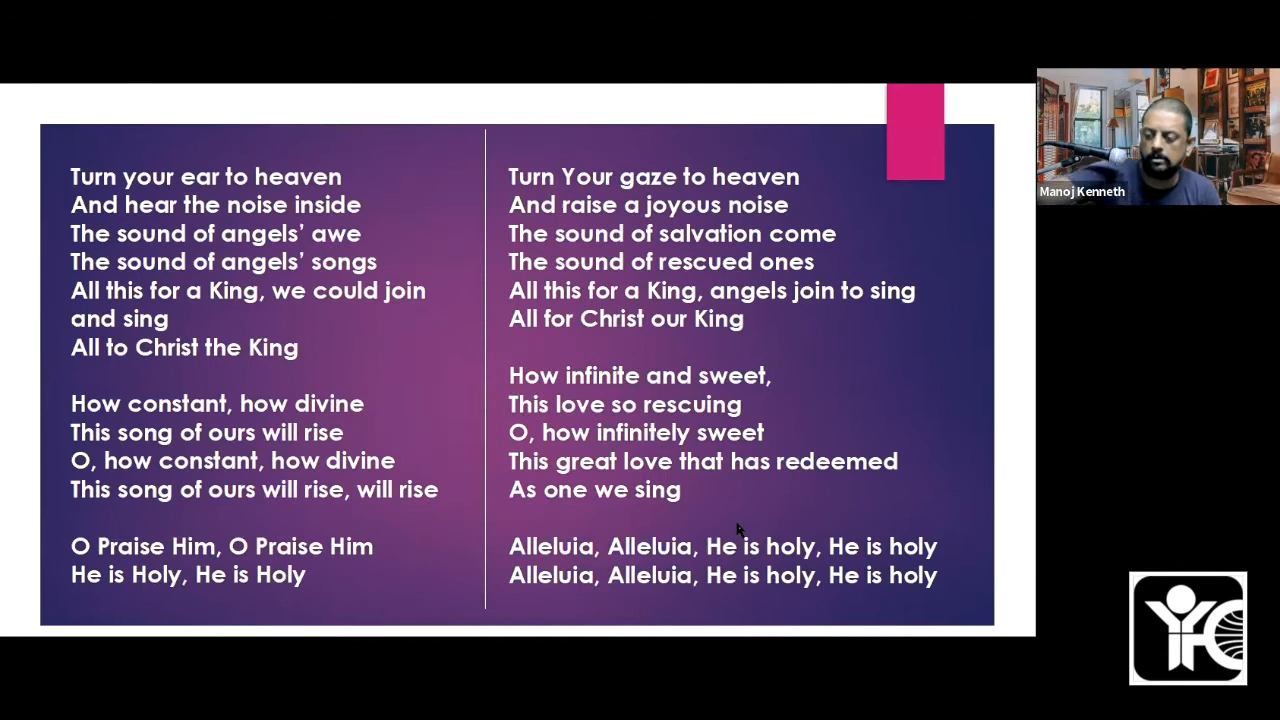 Turn your ear to heaven
And hear the noise inside
The sound of angels’ awe
The sound of angels’ songs
All this for a King, we could join
and sing
All to Christ the King
How constant, how divine
This song of ours will rise
O, how constant, how divine
This song of ours will rise, will rise
O Praise Him, O Praise Him
He is Holy, He is Holy
Turn Your gaze to heaven
And raise a joyous noise
The sound of salvation come
The sound of rescued ones
All this for a King, angels join to sing
All for Christ our King
How infinite and sweet,
This love so rescuing
O, how infinitely sweet
This great love that has redeemed
As one we sing
Alleluia, Alleluia, He is holy, He is holy
Alleluia, Alleluia, He is holy, He is holy
Manoj Kenneth
YFC